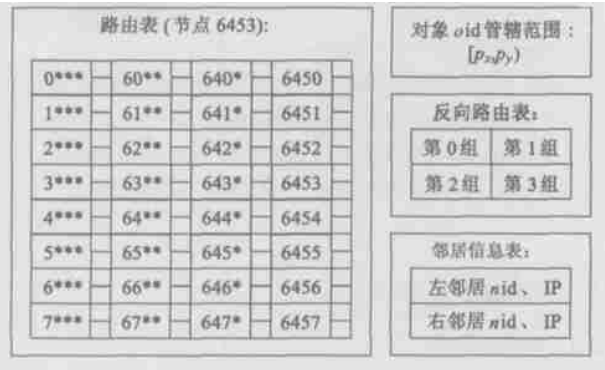 路由表(节点 6453):
0*** 60** 640* 6450
1*** 61** 641* 6451
2*** 62** 642* 6452
3*** 63** 643* 6453
4*** 64** 644* 6454
5*** 65** 645* 6455
6*** 66** 646* 6456
7*** 67** 647* 6457
对象 oid管辖范围:
[pₓ,pᵧ)
反向路由表:
第0组 第1组
第2组 第3组
邻居信息表:
左邻居 nid、IP
右邻居 nid、IP